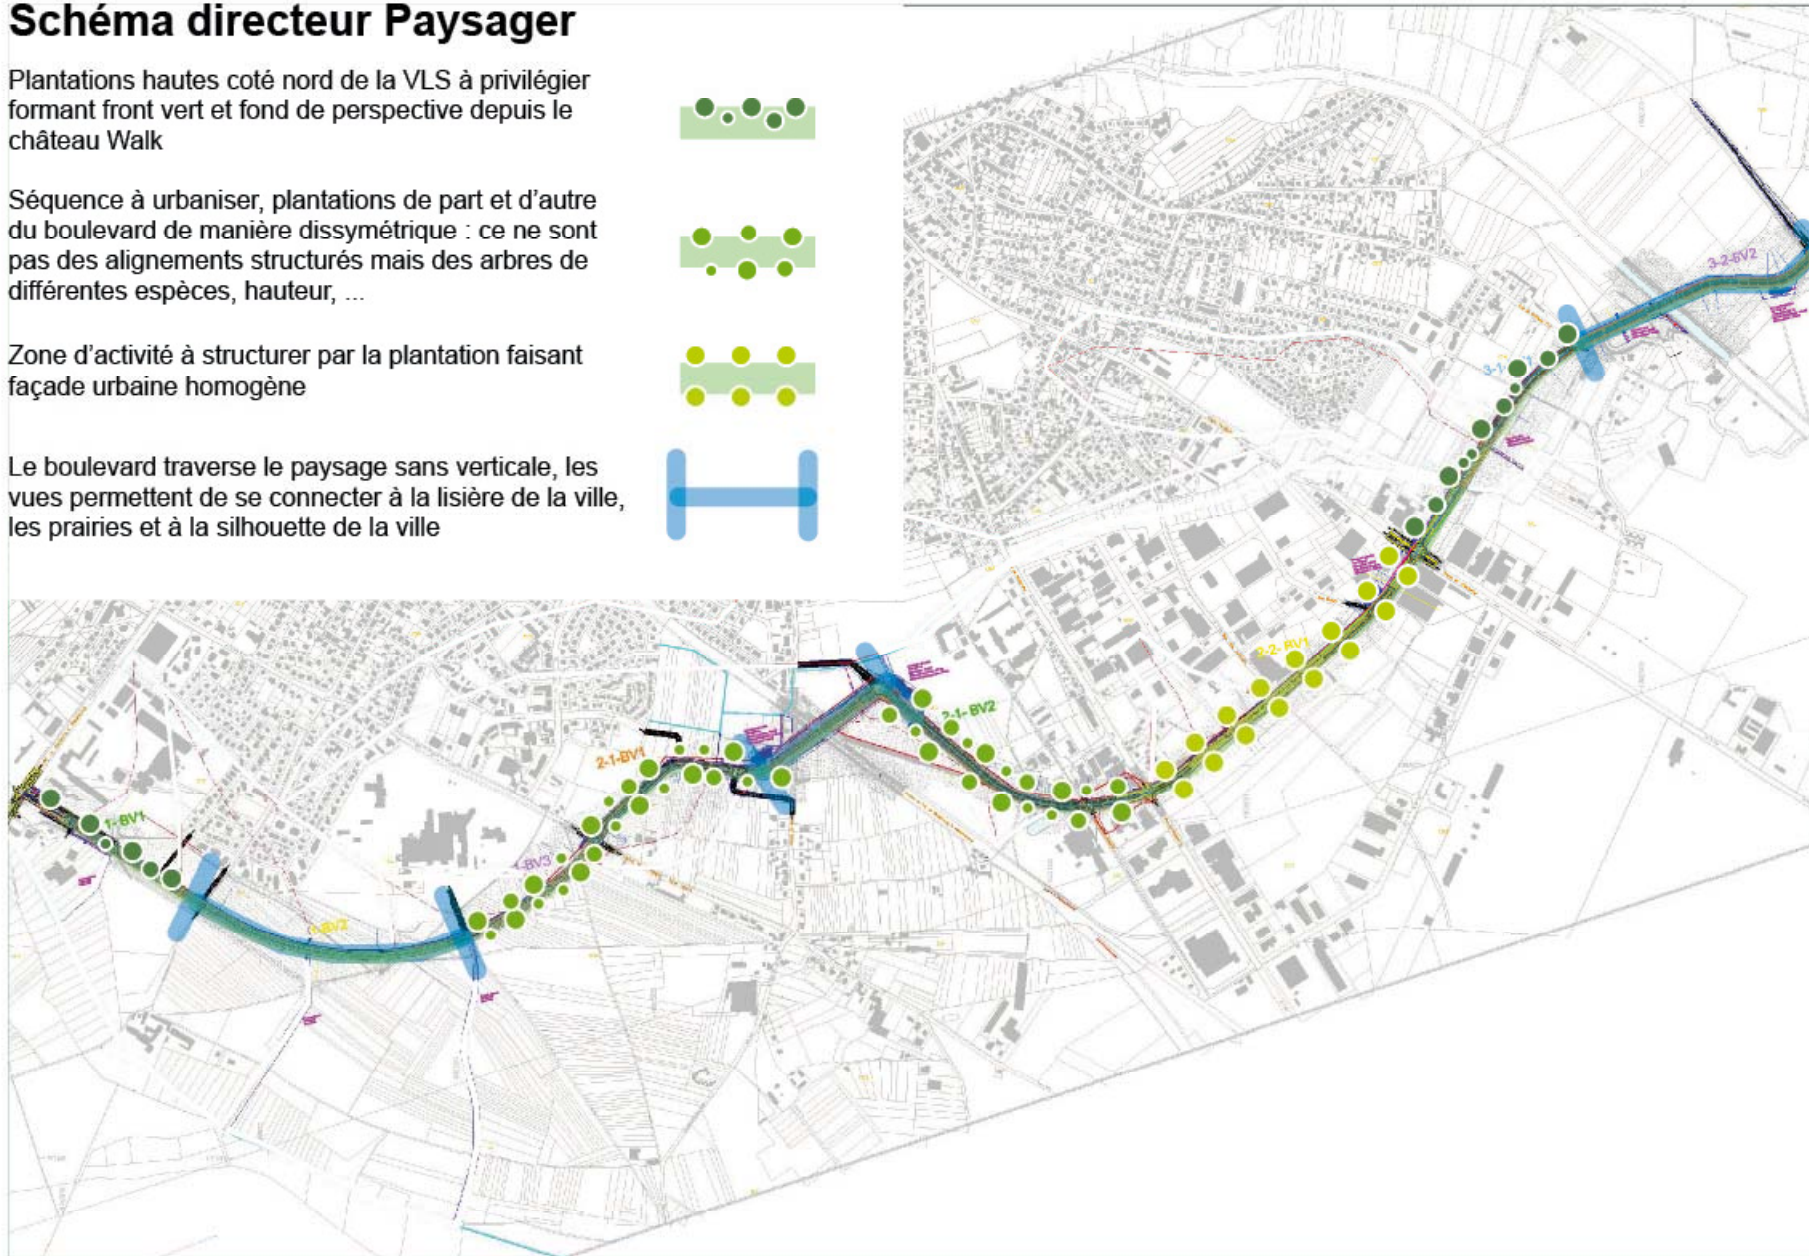 Schéma directeur Paysager
Plantations hautes coté nord de la VLS à privilégier
formant front vert et fond de perspective depuis le
château Walk
Séquence à urbaniser, plantations de part et d'autre
du boulevard de manière dissymétrique : ce ne sont
pas des alignements structurés mais des arbres de
différentes espèces, hauteur, ...
Zone d'activité à structurer par la plantation faisant
façade urbaine homogène
Le boulevard traverse le paysage sans verticale, les
vues permettent de se connecter à la lisière de la ville,
les prairies et à la silhouette de la ville
3-2-BV2
2-2- BV1
2-1- BV2
2-1-BV1
1- BV1
1-BV3
1-BV2